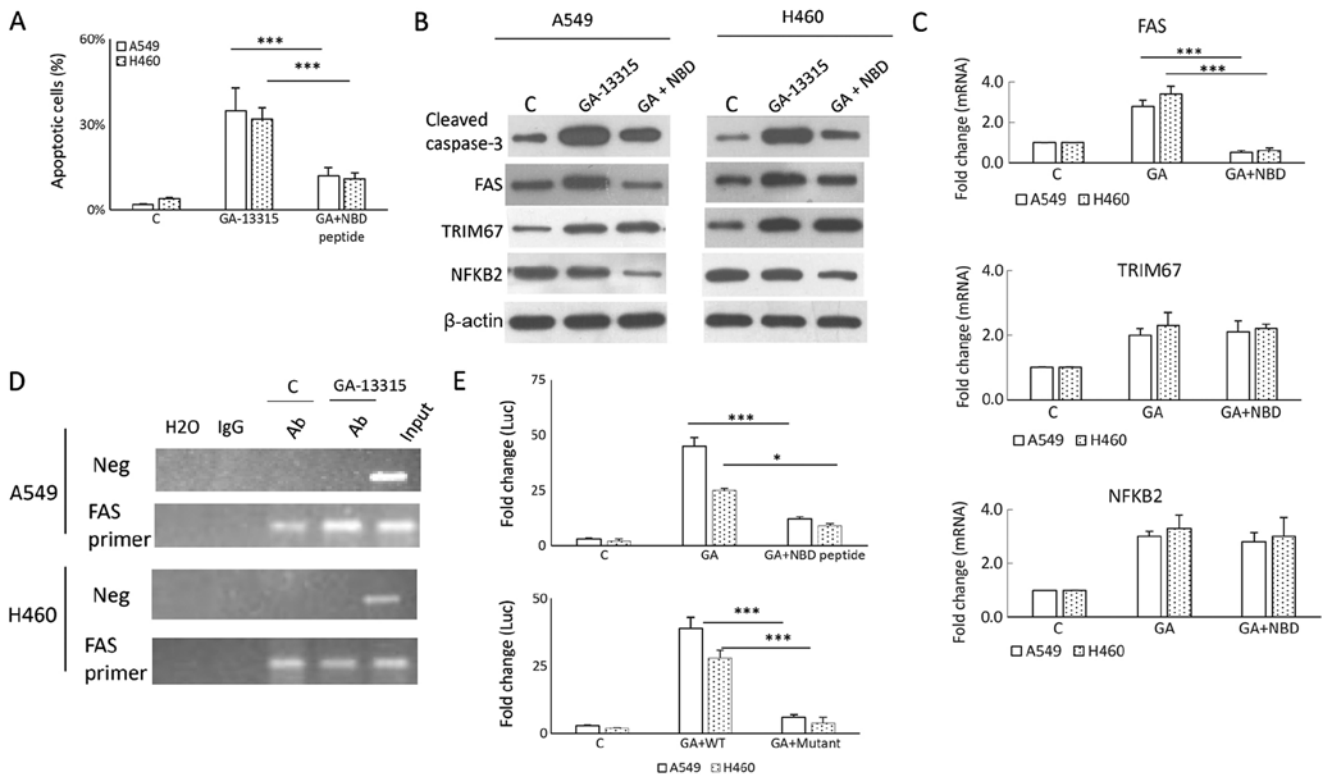 A
60%
30%
0%
Apoptotic cells (%)
A549
H460
***
***
C
GA-13315
GA+NBD
peptide
B
A549
H460
C
GA-13315
GA + NBD
C
GA-13315
GA + NBD
Cleaved
caspase-3
FAS
TRIM67
NFKB2
β-actin
C
FAS
Fold change (mRNA)
4.0
2.0
0.0
***
***
C
GA
GA+NBD
A549 H460
TRIM67
Fold change (mRNA)
4.0
2.0
0.0
C
GA
GA+NBD
A549 H460
NFKB2
Fold change (mRNA)
4.0
2.0
0.0
C
GA
GA+NBD
A549 H460
D
C
GA-13315
H2O
IgG
Ab
Ab
Input
A549
Neg
FAS
primer
H460
Neg
FAS
primer
E
Fold change (Luc)
75
50
25
0
***
*
C
GA
GA+NBD peptide
Fold change (Luc)
50
25
0
***
***
C
GA+WT
GA+Mutant
A549 H460